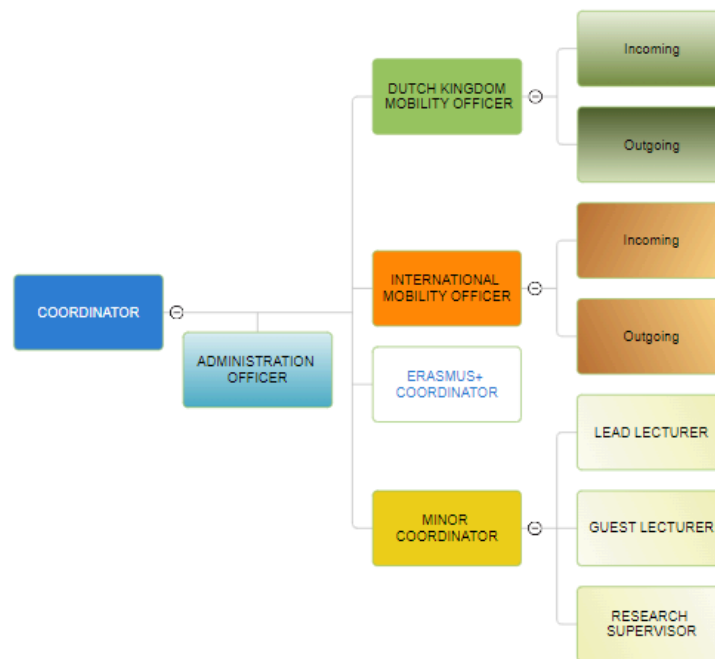 COORDINATOR
ADMINISTRATION
OFFICER
DUTCH KINGDOM
MOBILITY OFFICER
Incoming
Outgoing
INTERNATIONAL
MOBILITY OFFICER
Incoming
Outgoing
ERASMUS+
COORDINATOR
MINOR
COORDINATOR
LEAD LECTURER
GUEST LECTURER
RESEARCH
SUPERVISOR